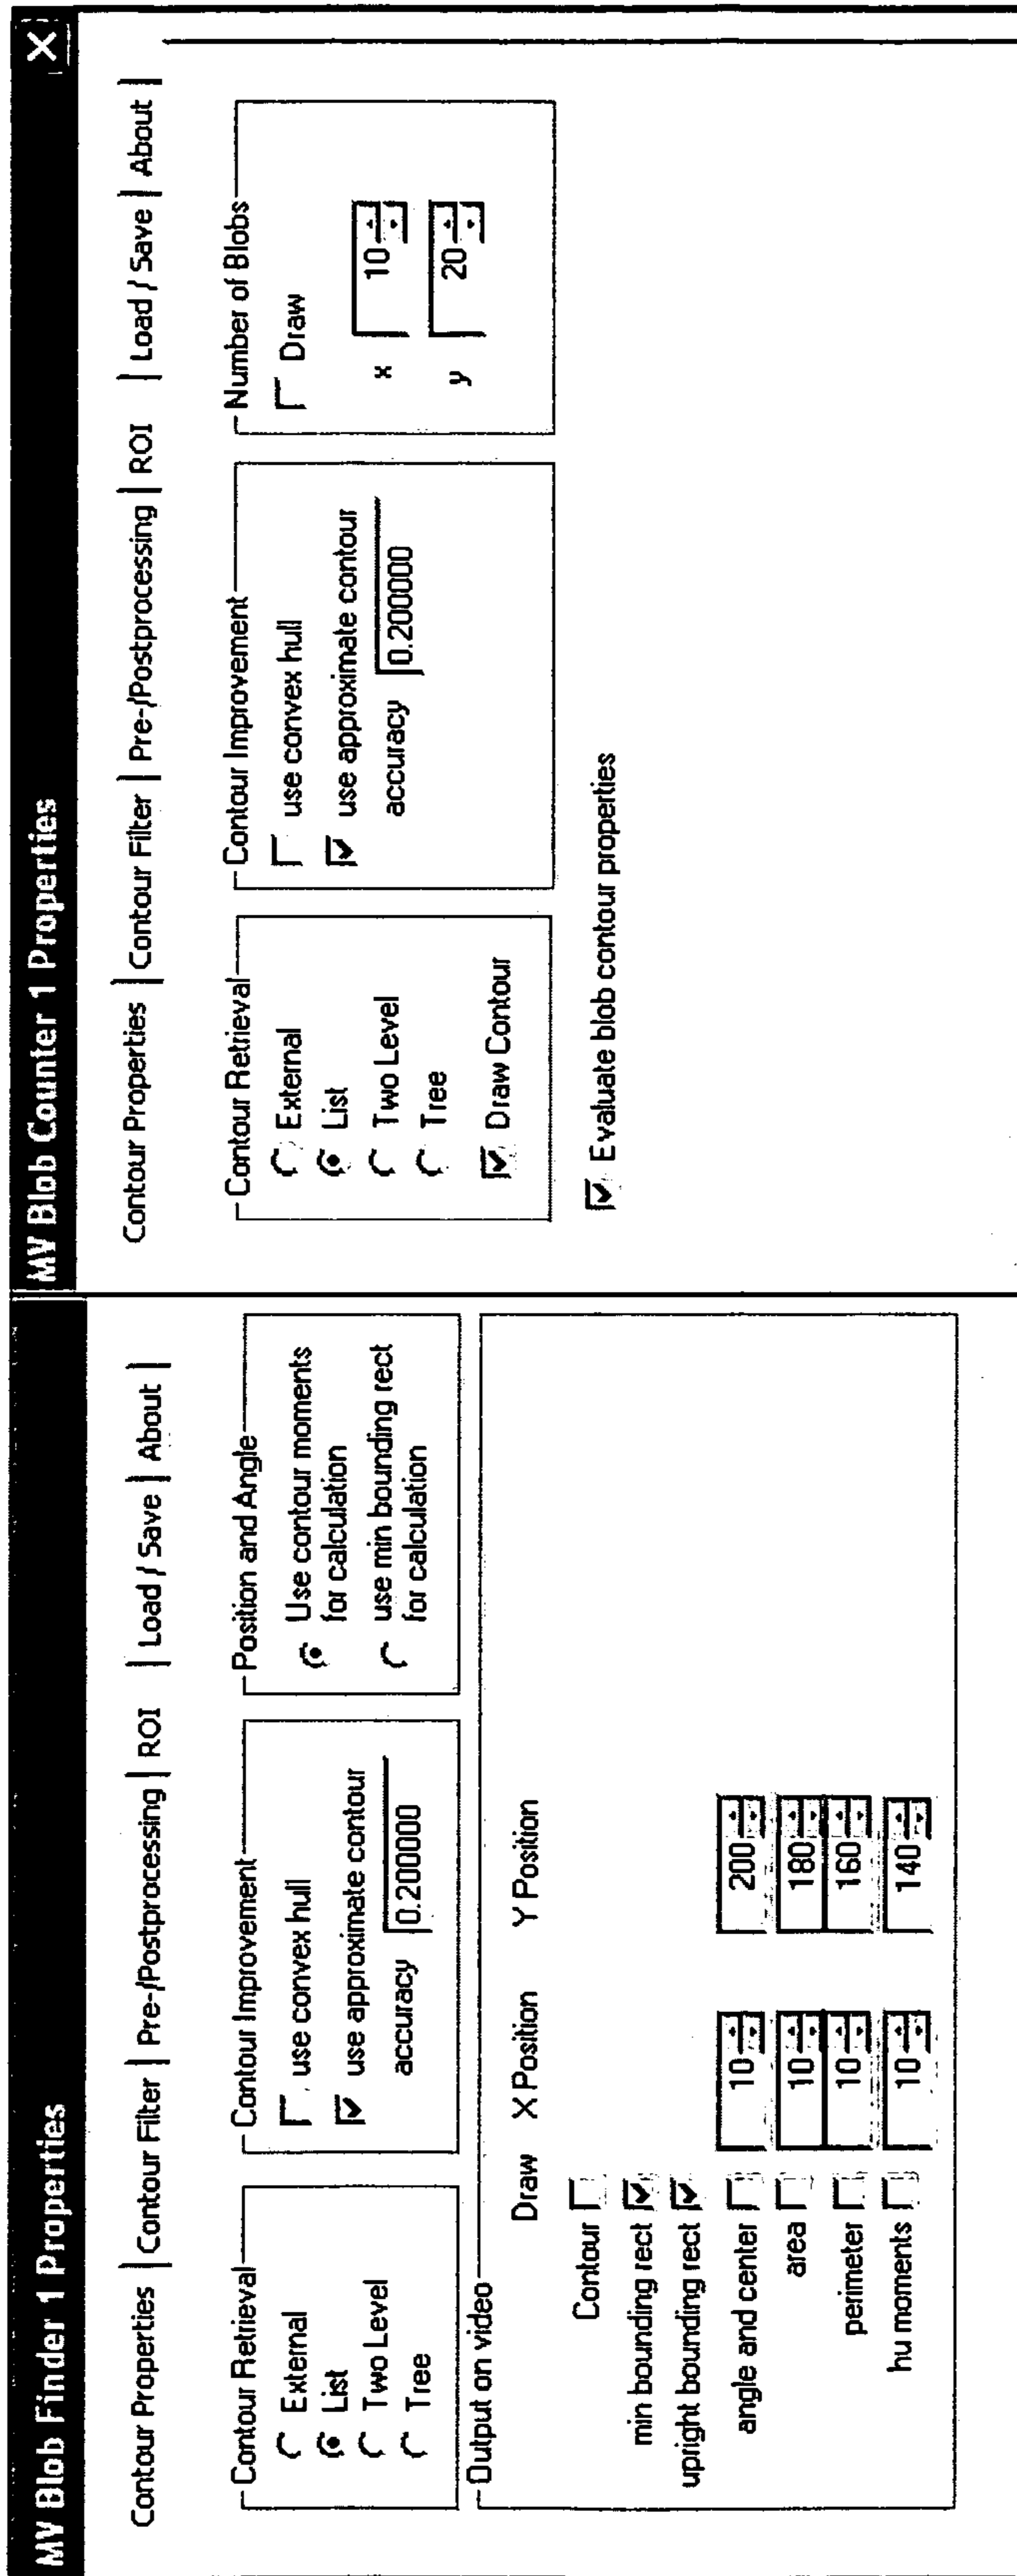 MV Blob Finder 1 Properties
Contour Properties | Contour Filter | Pre-/Postprocessing | ROI | Load / Save | About |
Contour Retrieval
External
List
Two Level
Tree
Contour Improvement
use convex hull
use approximate contour
accuracy 0.200000
Position and Angle
Use contour moments
for calculation
use min bounding rect
for calculation
Output on video
Draw X Position Y Position
Contour
min bounding rect
upright bounding rect
angle and center 10 200
area 10 180
perimeter 10 160
hu moments 10 140
MV Blob Counter 1 Properties X
Contour Properties | Contour Filter | Pre-/Postprocessing | ROI | Load / Save | About |
Contour Retrieval
External
List
Two Level
Tree
Draw Contour
Contour Improvement
use convex hull
use approximate contour
accuracy 0.200000
Number of Blobs
Draw
x 10
y 20
Evaluate blob contour properties